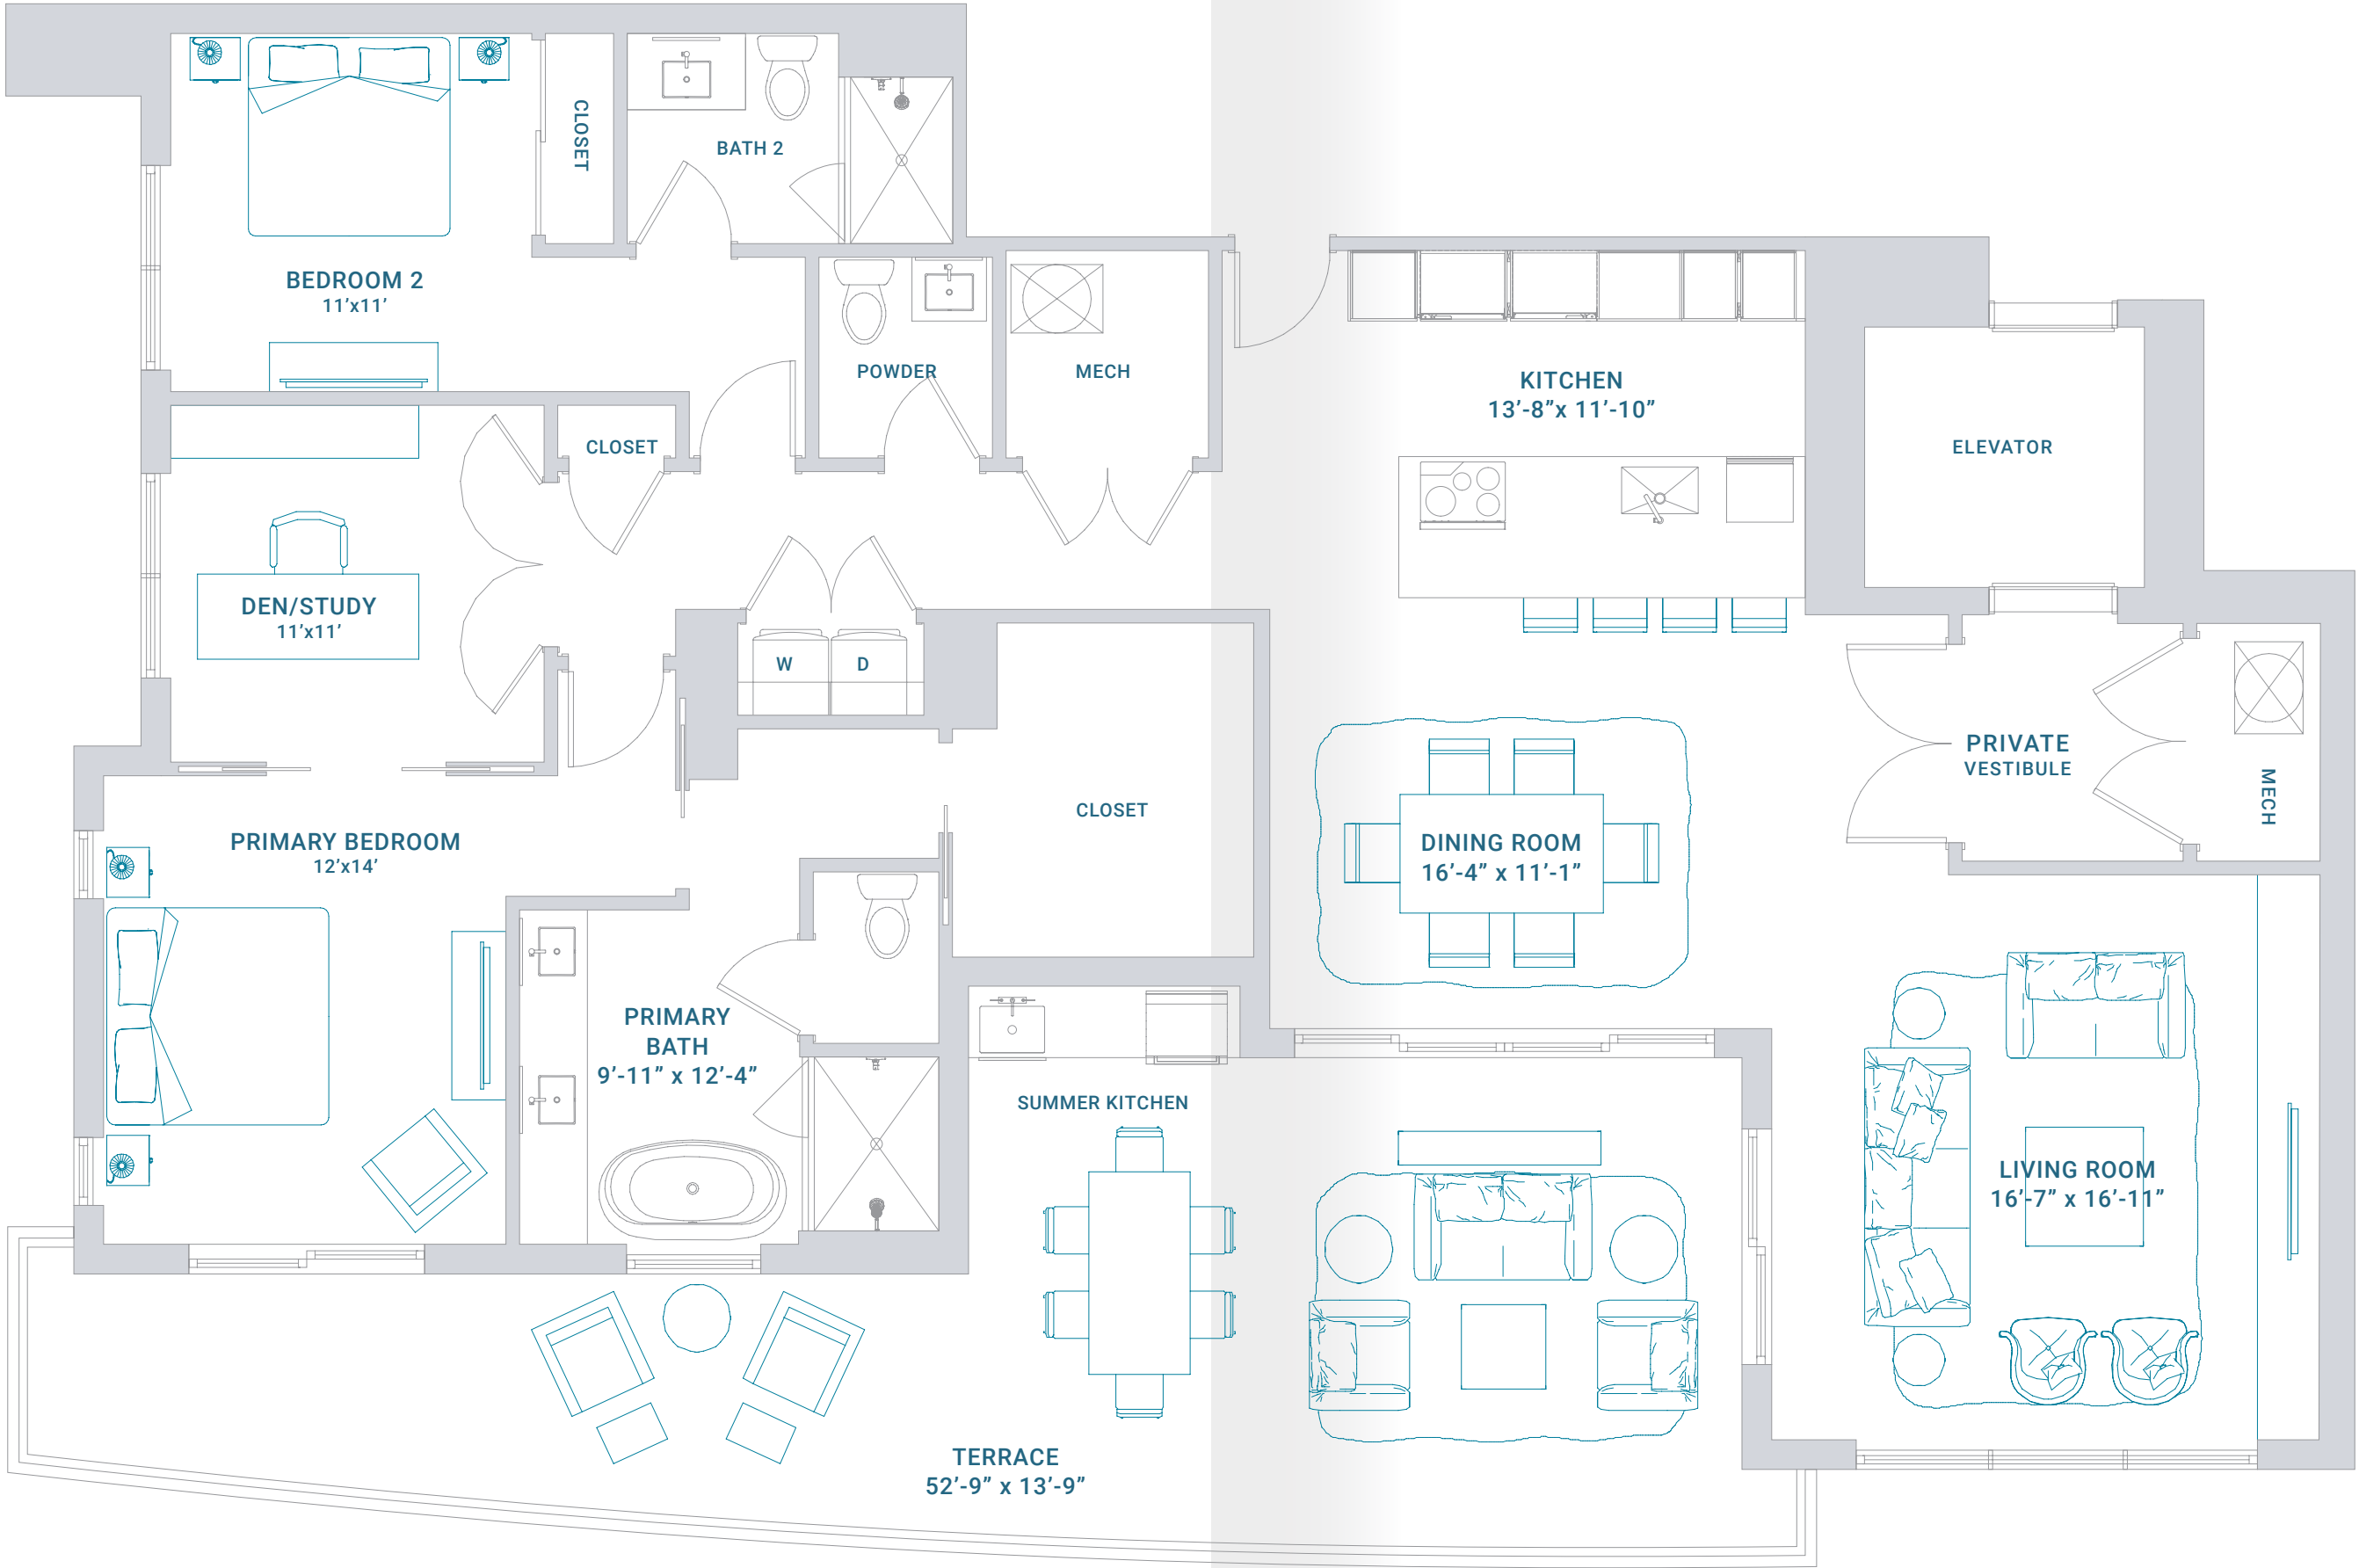 CLOSET
BATH 2
BEDROOM 2
11’x11’
POWDER
MECH
KITCHEN
13’-8”x 11’-10”
CLOSET
ELEVATOR
DEN/STUDY
11’x11’
W
D
PRIVATE
VESTIBULE
MECH
CLOSET
PRIMARY BEDROOM
12’x14’
DINING ROOM
16’-4” x 11’-1”
PRIMARY
BATH
9’-11” x 12’-4”
SUMMER KITCHEN
LIVING ROOM
16’-7” x 16’-11”
TERRACE
52’-9” x 13’-9”